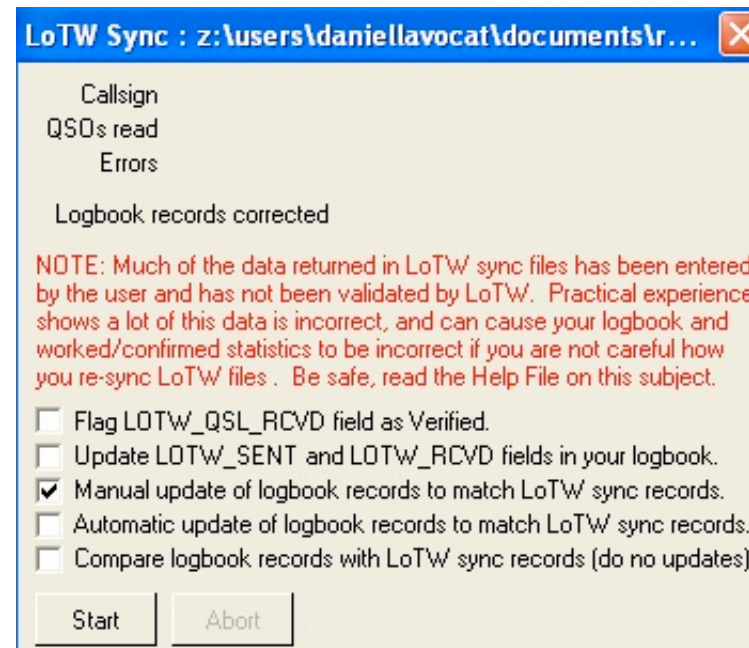 LoTW Sync : z:\users\daniellavocat\documents\r...
Callsign
QSOs read
Errors
Logbook records corrected
NOTE: Much of the data returned in LoTW sync files has been entered
by the user and has not been validated by LoTW.  Practical experience
shows a lot of this data is incorrect, and can cause your logbook and
worked/confirmed statistics to be incorrect if you are not careful how
you re-sync LoTW files .  Be safe, read the Help File on this subject.
Flag LOTW_QSL_RCVD field as Verified.
Update LOTW_SENT and LOTW_RCVD fields in your logbook.
Manual update of logbook records to match LoTW sync records.
Automatic update of logbook records to match LoTW sync records.
Compare logbook records with LoTW sync records (do no updates)
Start
Abort